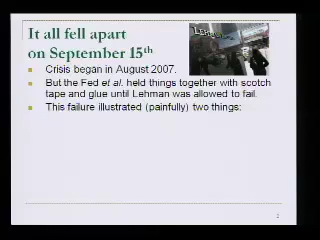 It all fell apart
on September 15th
Crisis began in August 2007.
But the Fed et al. held things together with scotch
tape and glue until Lehman was allowed to fail.
This failure illustrated (painfully) two things: